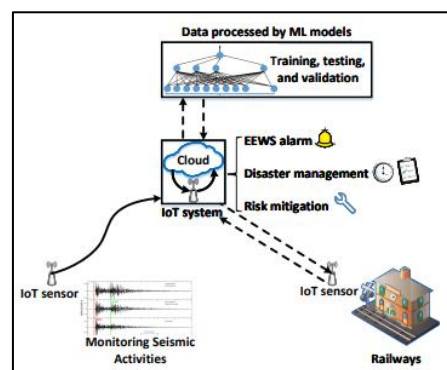 Data processed by ML models
Training, testing,
and validation
Cloud
IoT system
EEWS alarm
Disaster management
Risk mitigation
IoT sensor
IoT sensor
Monitoring Seismic
Activities
Railways